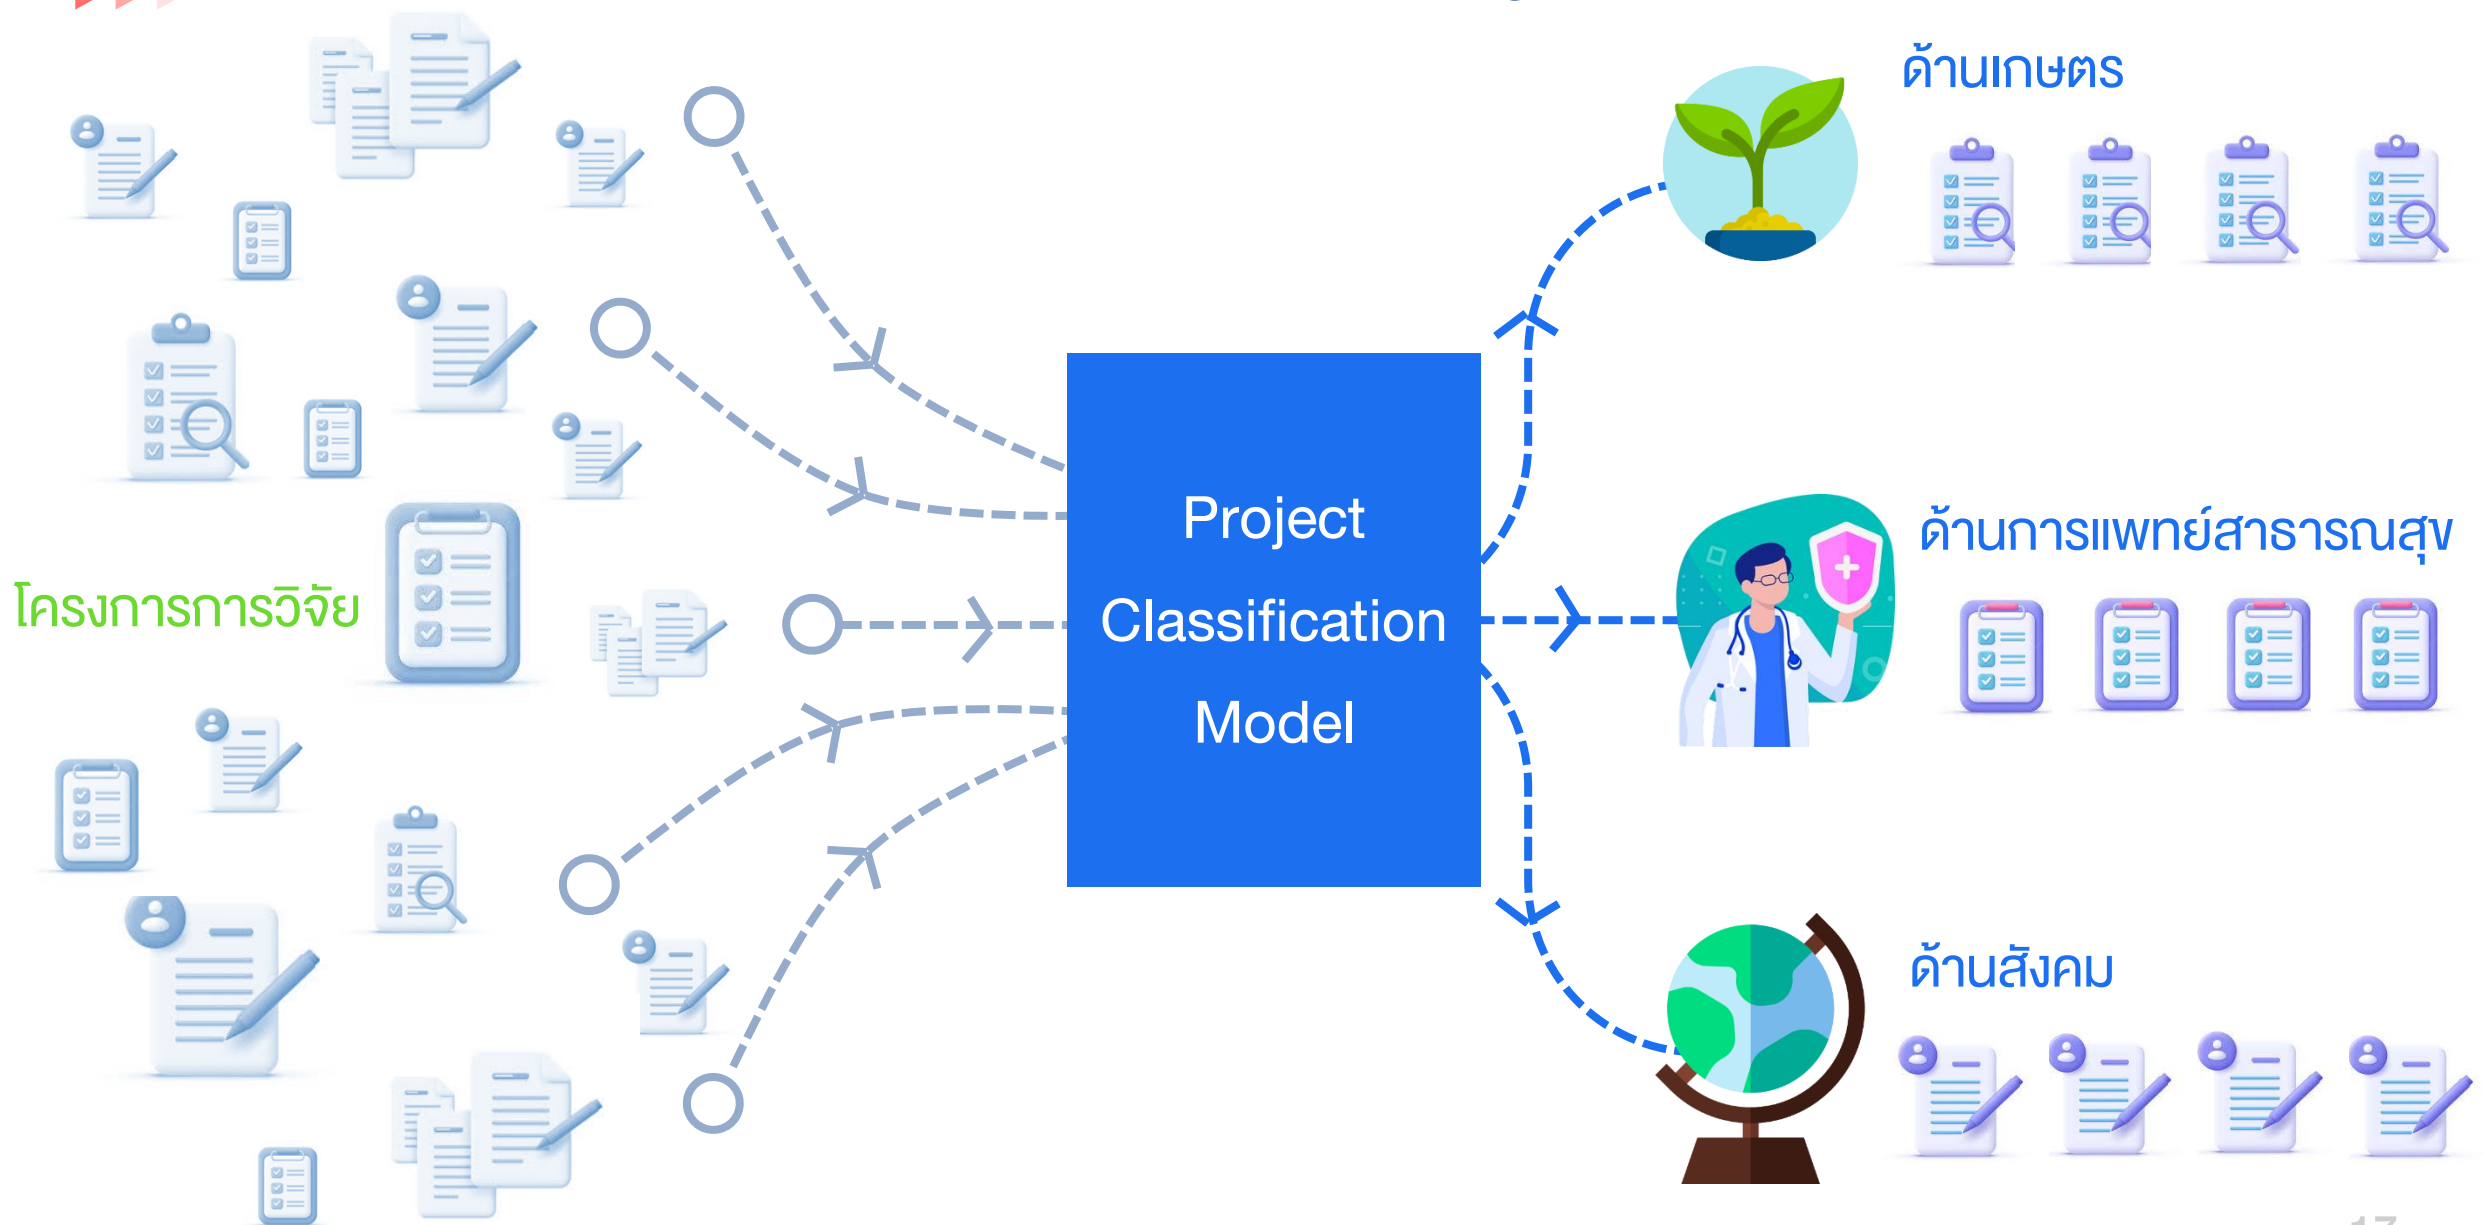 ด้านเกษตร
ด้านการแพทย์สาธารณสุข
โครงการการวิจัย
Project
Classification
Model
ด้านสังคม